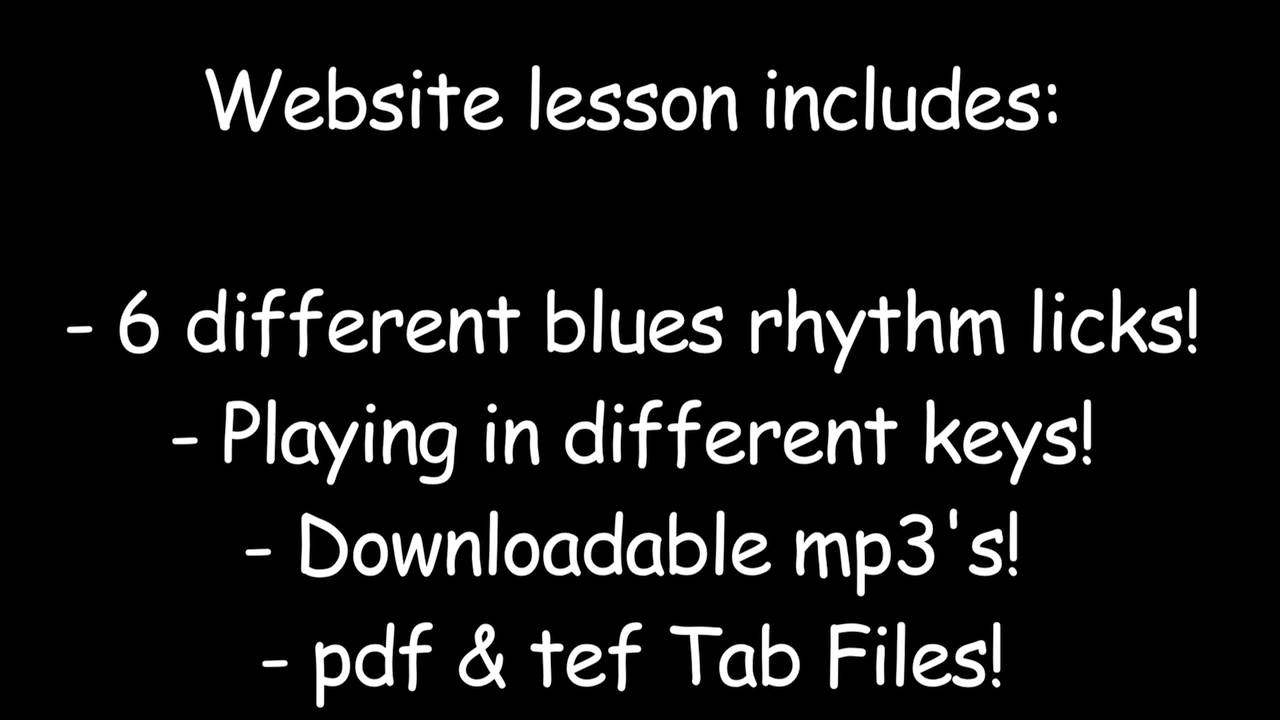 Website lesson includes:
- 6 different blues rhythm licks!
- Playing in different keys!
- Downloadable mp3's!
- pdf & tef Tab Files!